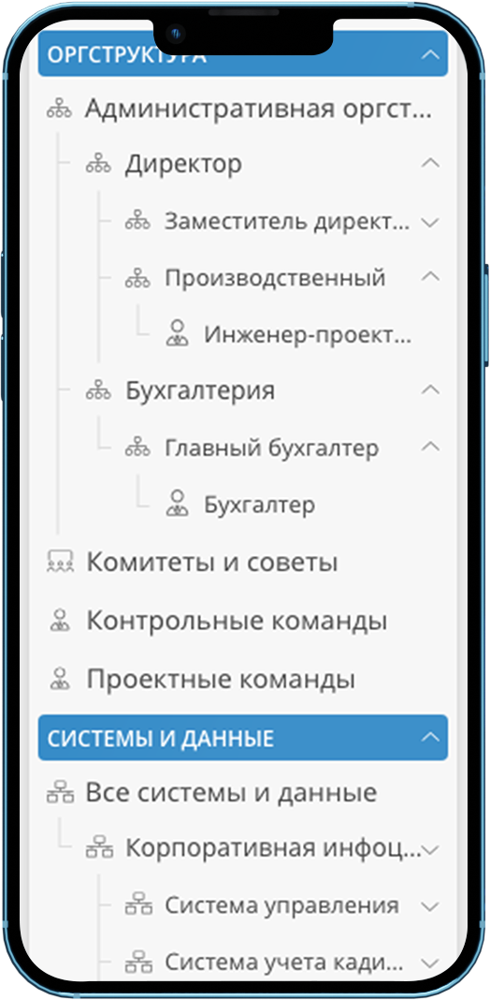 ОРГСТРУКТУРА
Административная оргст...
Директор
Заместитель директ...
Производственный
Инженер-проект...
Бухгалтерия
Главный бухгалтер
Бухгалтер
Комитеты и советы
Контрольные команды
Проектные команды
СИСТЕМЫ И ДАННЫЕ
Все системы и данные
Корпоративная инфоц...
Система управления
Система учета кади...